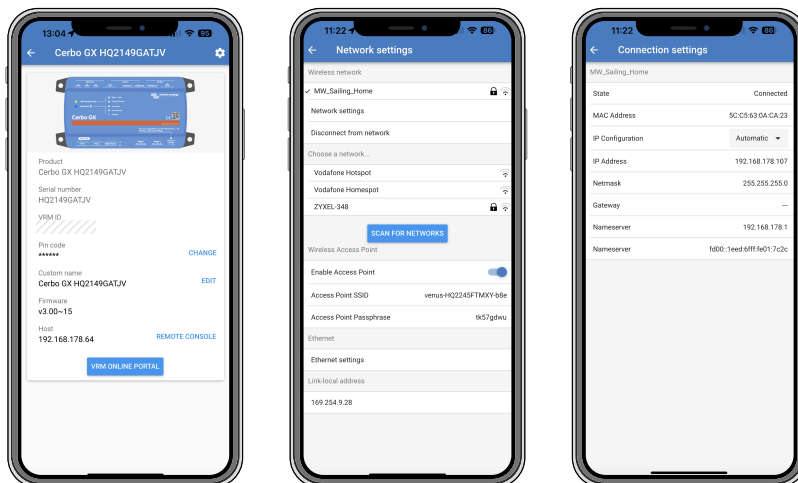 13:04
95
Cerbo GX HQ2149GATJV
Cerbo GX
Product
Cerbo GX HQ2149GATJV
Serial number
HQ2149GATJV
VRM ID
Pin code
******
CHANGE
Custom name
Cerbo GX HQ2149GATJV
EDIT
Firmware
v3.00~15
Host
192.168.178.64
REMOTE CONSOLE
VRM ONLINE PORTAL
11:22
86
Network settings
Wireless network
MW_Sailing_Home
Network settings
Disconnect from network
Choose a network...
Vodafone Hotspot
Vodafone Homespot
ZYXEL-348
SCAN FOR NETWORKS
Wireless Access Point
Enable Access Point
Access Point SSID venus-HQ2245FTMXY-b8e
Access Point Passphrase tk57gdwu
Ethernet
Ethernet settings
Link-local address
169.254.9.28
11:22
86
Connection settings
MW_Sailing_Home
State Connected
MAC Address 5C:C5:63:0A:CA:23
IP Configuration Automatic
IP Address 192.168.178.107
Netmask 255.255.255.0
Gateway —
Nameserver 192.168.178.1
Nameserver fd00::1eed:6fff:fe01:7c2c